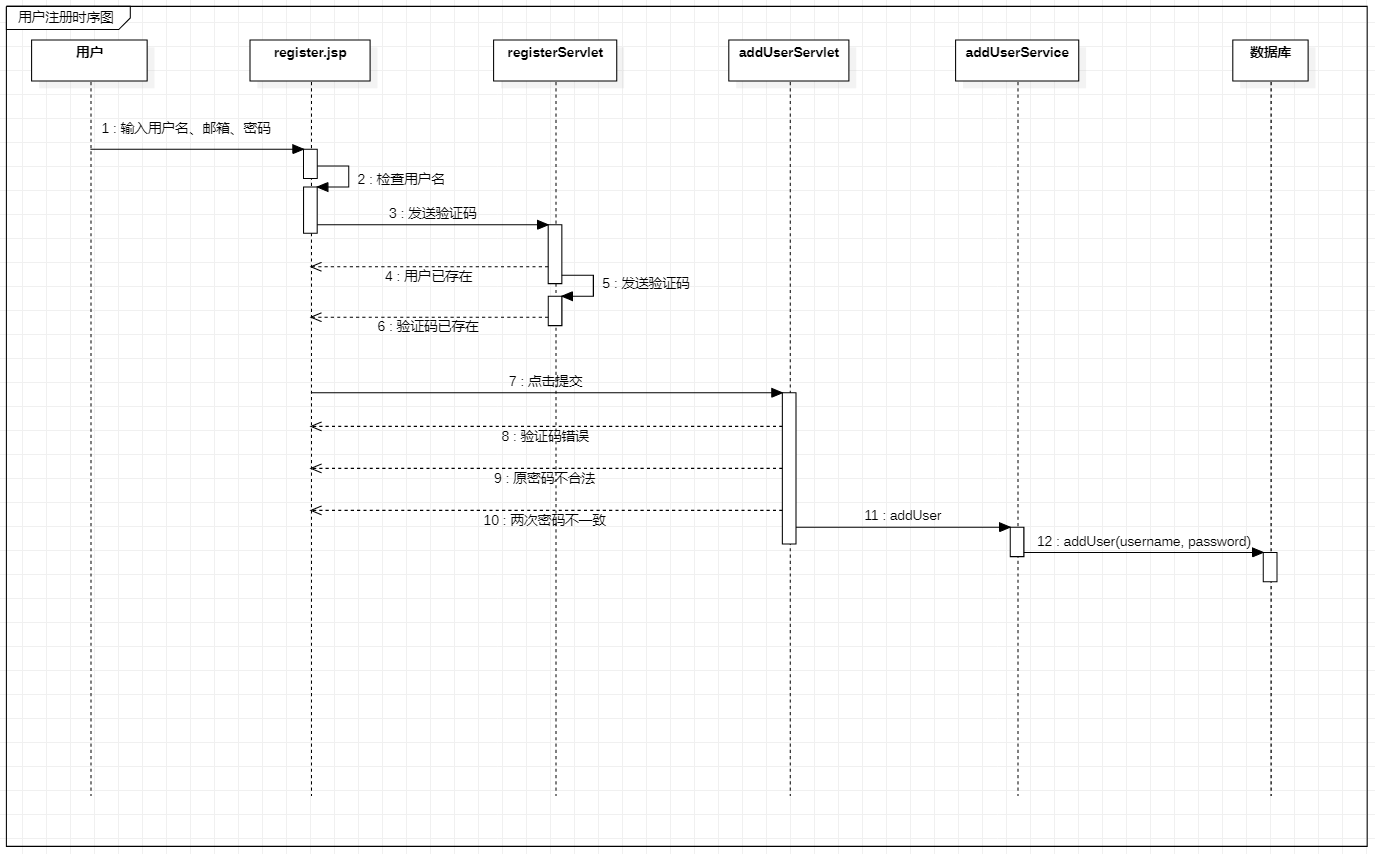 用户注册时序图
用户
register.jsp
registerServlet
addUserServlet
addUserService
数据库
1 : 输入用户名、邮箱、密码
2 : 检查用户名
3 : 发送验证码
4 : 用户已存在
5 : 发送验证码
6 : 验证码已存在
7 : 点击提交
8 : 验证码错误
9 : 原密码不合法
10 : 两次密码不一致
11 : addUser
12 : addUser(username, password)